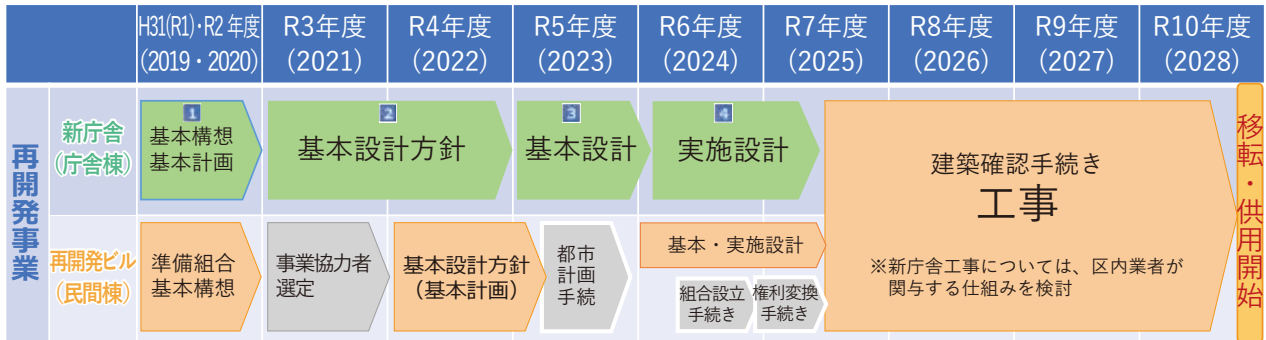 H31(R1)・R2年度
(2019・2020)
R3年度
(2021)
R4年度
(2022)
R5年度
(2023)
R6年度
(2024)
R7年度
(2025)
R8年度
(2026)
R9年度
(2027)
R10年度
(2028)
再開発事業
新庁舎
(庁舎棟)
1
基本構想
基本計画
2
基本設計方針
3
基本設計
4
実施設計
建築確認手続き
工事
※新庁舎工事については、区内業者が
関与する仕組みを検討
移転・供用開始
再開発ビル
(民間棟)
準備組合
基本構想
事業協力者
選定
基本設計方針
(基本計画)
都市
計画
手続
基本・実施設計
組合設立
手続き
権利変換
手続き